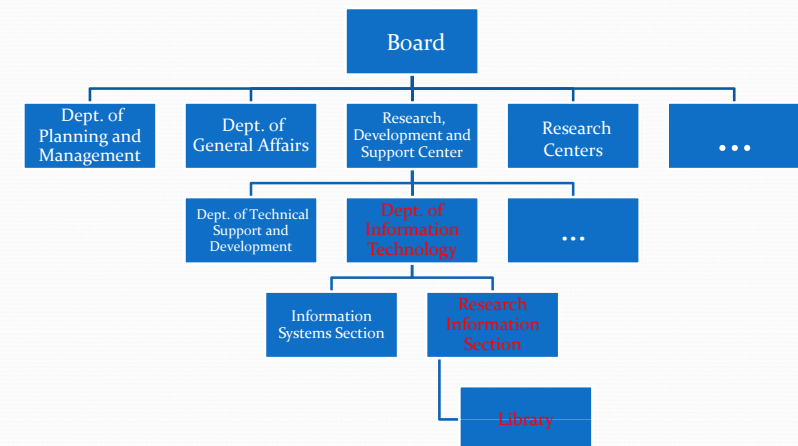 Board
Dept. of
Planning and
Management
Dept. of
General Affairs
Research,
Development and
Support Center
Research
Centers
...
Dept. of Technical
Support and
Development
Dept. of
Information
Technology
...
Information
Systems Section
Research
Information
Section
Library